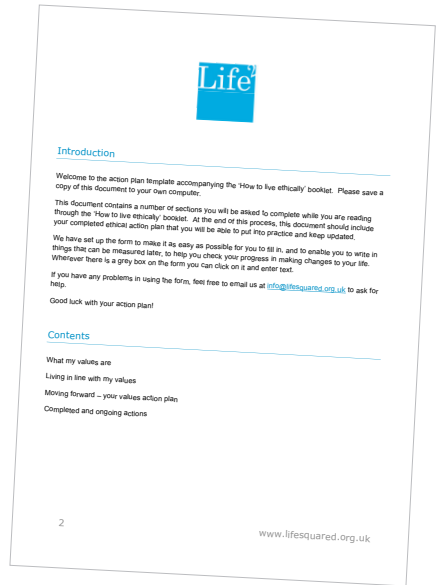 Life²
Introduction
Welcome to the action plan template accompanying the 'How to live ethically' booklet.  Please save a
copy of this document to your own computer.
This document contains a number of sections you will be asked to complete while you are reading
through the 'How to live ethically' booklet.  At the end of this process, this document should include
your completed ethical action plan that you will be able to put into practice and keep updated.
We have set up the form to make it as easy as possible for you to fill in, and to enable you to write in
things that can be measured later, to help you check your progress in making changes to your life.
Wherever there is a grey box on the form you can click on it and enter text.
If you have any problems in using the form, feel free to email us at info@lifesquared.org.uk to ask for
help.
Good luck with your action plan!
Contents
What my values are
Living in line with my values
Moving forward – your values action plan
Completed and ongoing actions
2
www.lifesquared.org.uk